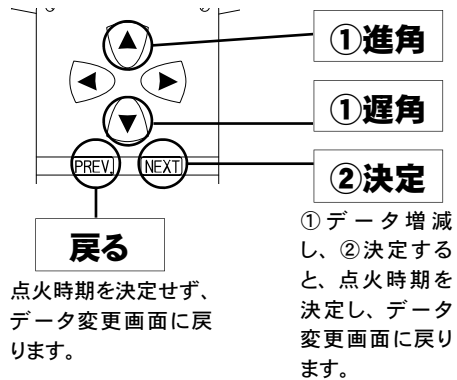 ①進角
①遅角
PREV.
NEXT
②決定
戻る
点火時期を決定せず、
データ変更画面に戻
ります。
①データ増減
し、②決定する
と、点火時期を
決定し、データ
変更画面に戻り
ます。